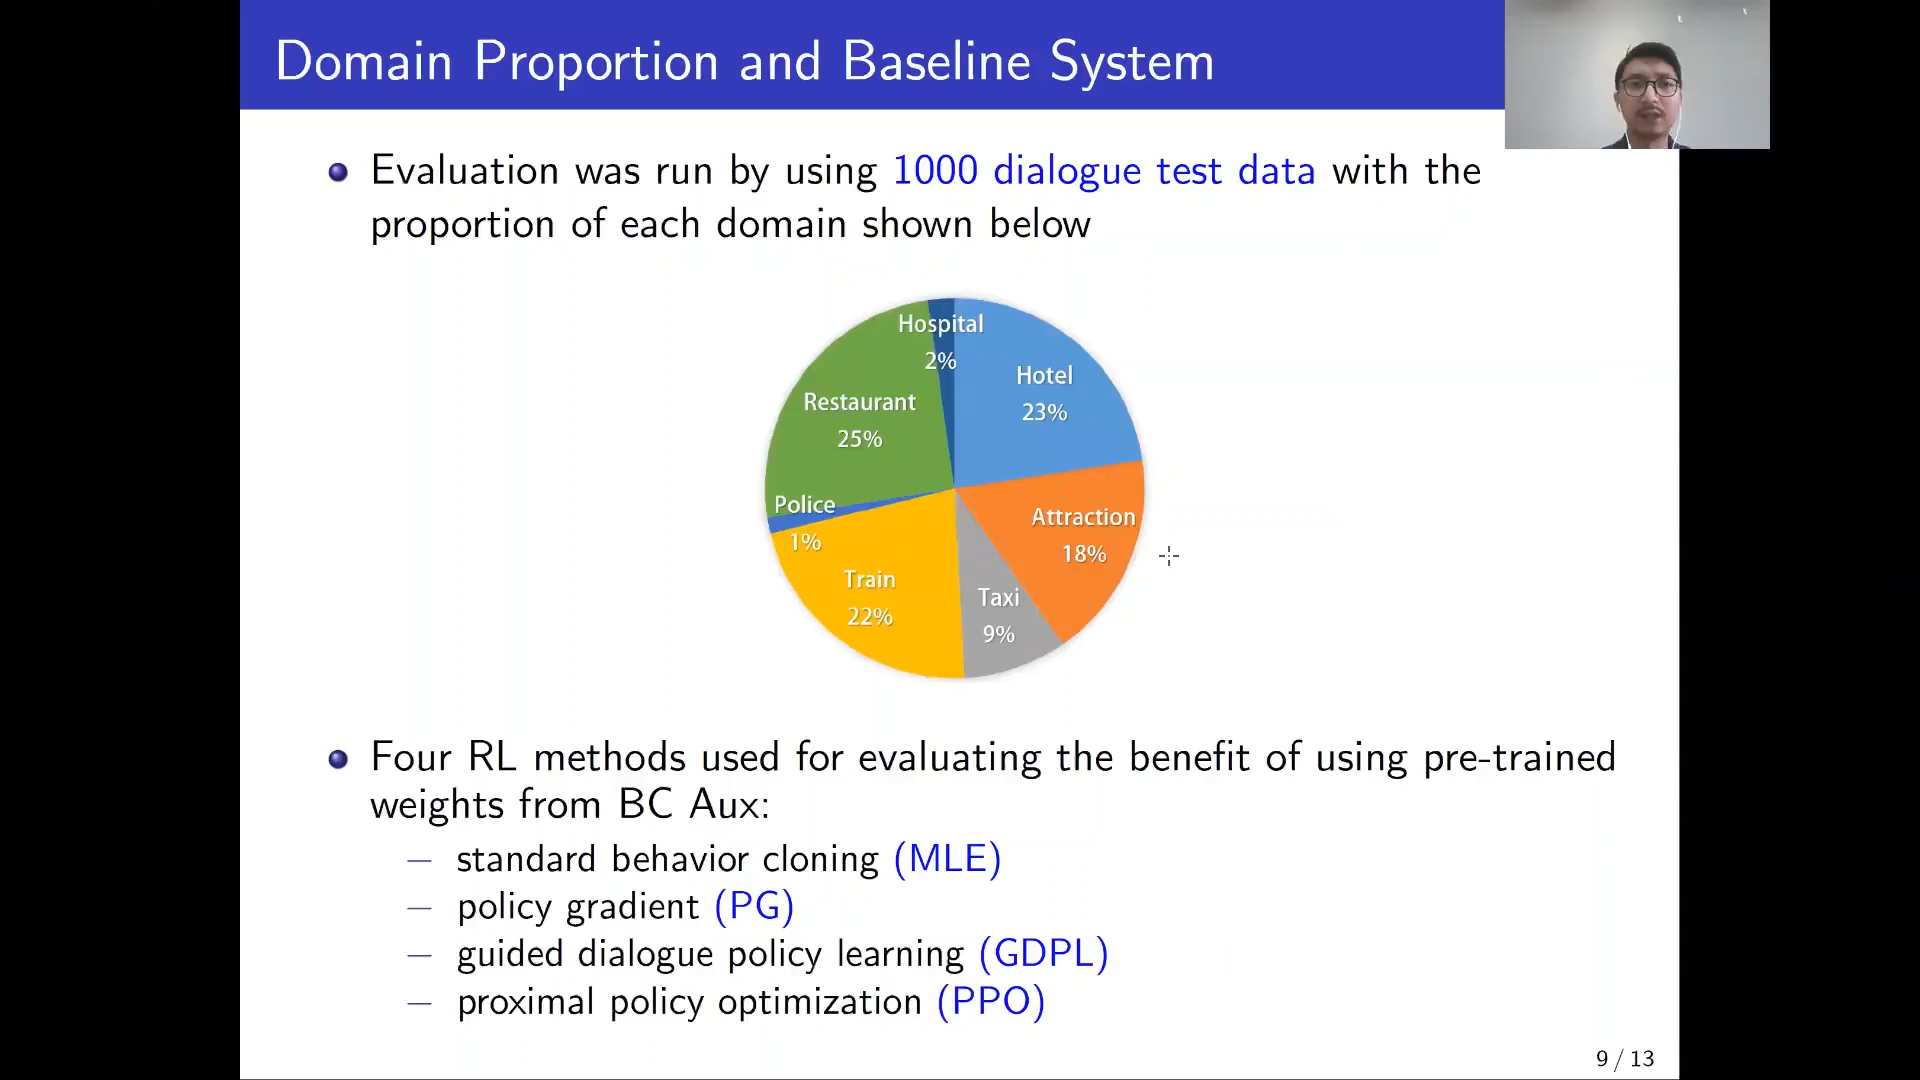 Domain Proportion and Baseline System
Evaluation was run by using 1000 dialogue test data with the
proportion of each domain shown below
Hospital
2%
Hotel
23%
Restaurant
25%
Attraction
18%
Police
1%
Train
22%
Taxi
9%
Four RL methods used for evaluating the benefit of using pre-trained
weights from BC Aux:
– standard behavior cloning (MLE)
– policy gradient (PG)
– guided dialogue policy learning (GDPL)
– proximal policy optimization (PPO)
9 / 13